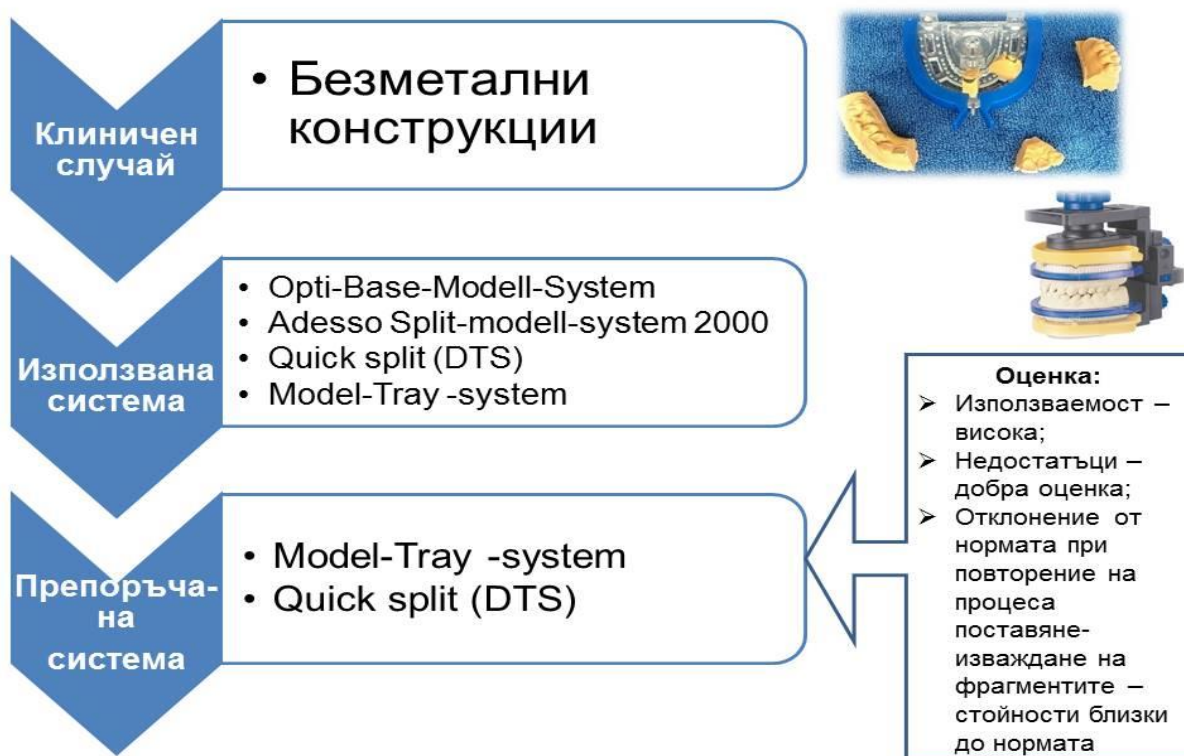 Клиничен
случай
• Безметални
конструкции
Използвана
система
• Opti-Base-Modell-System
• Adesso Split-modell-system 2000
• Quick split (DTS)
• Model-Tray -system
Препоръча-
на
система
• Model-Tray -system
• Quick split (DTS)
Оценка:
➢ Използваемост –
висока;
➢ Недостатъци –
добра оценка;
➢ Отклонение от
нормата при
повторение на
процеса
поставяне-
изваждане на
фрагментите –
стойности близки
до нормата